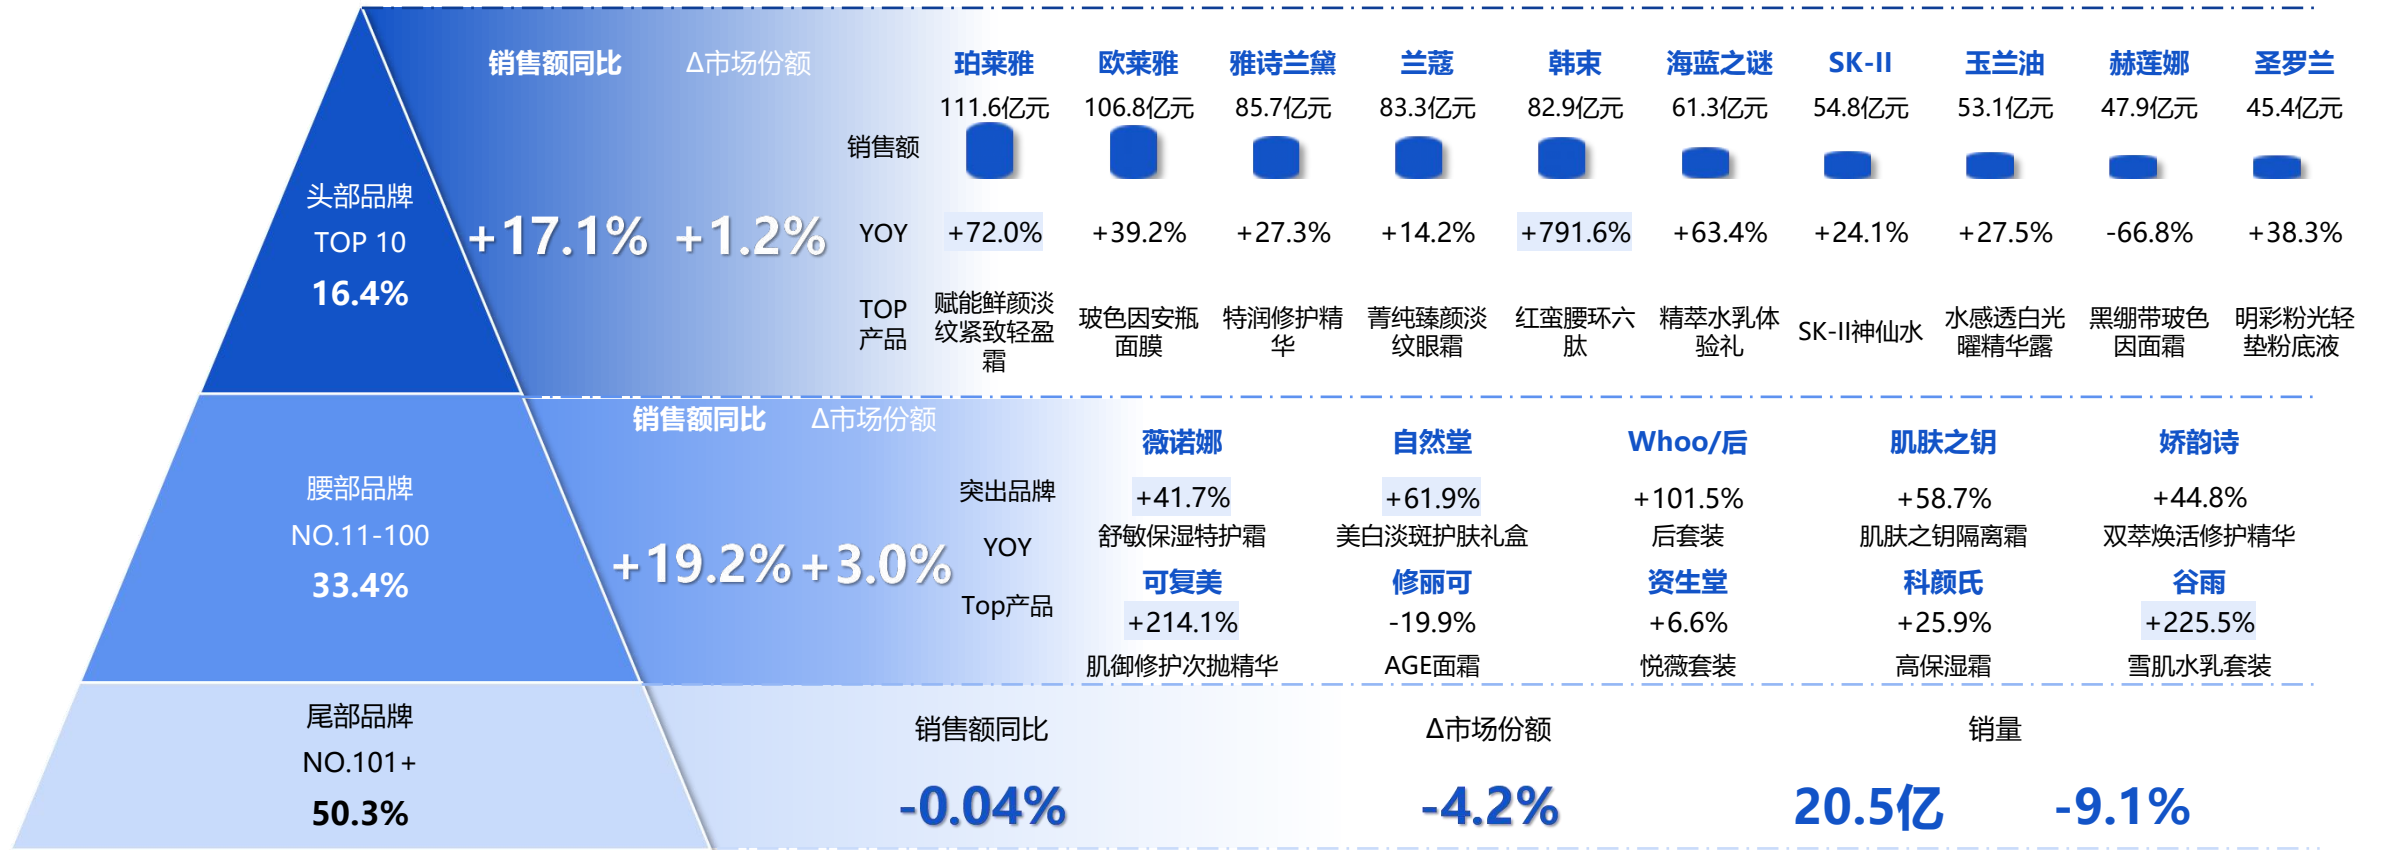 销售额同比 Δ市场份额 珀莱雅 欧莱雅 雅诗兰黛 兰蔻 韩束 海蓝之谜 SK-II 玉兰油 赫莲娜 圣罗兰
111.6亿元 106.8亿元 85.7亿元 83.3亿元 82.9亿元 61.3亿元 54.8亿元 53.1亿元 47.9亿元 45.4亿元
销售额
头部品牌
TOP 10
16.4%
+17.1% +1.2%
YOY +72.0% +39.2% +27.3% +14.2% +791.6% +63.4% +24.1% +27.5% -66.8% +38.3%
TOP
产品
赋能鲜颜淡
纹紧致轻盈
霜
玻色因安瓶
面膜
特润修护精
华
菁纯臻颜淡
纹眼霜
红蛮腰环六
肽
精萃水乳体
验礼
SK-II神仙水
水感透白光
曜精华露
黑绷带玻色
因面霜
明彩粉光轻
垫粉底液
销售额同比 Δ市场份额
腰部品牌
NO.11-100
33.4%
+19.2% +3.0%
突出品牌
YOY
Top产品
薇诺娜 自然堂 Whoo/后 肌肤之钥 娇韵诗
+41.7% +61.9% +101.5% +58.7% +44.8%
舒敏保湿特护霜 美白淡斑护肤礼盒 后套装 肌肤之钥隔离霜 双萃焕活修护精华
可复美 修丽可 资生堂 科颜氏 谷雨
+214.1% -19.9% +6.6% +25.9% +225.5%
肌御修护次抛精华 AGE面霜 悦薇套装 高保湿霜 雪肌水乳套装
尾部品牌
NO.101+
50.3%
销售额同比 Δ市场份额 销量
-0.04% -4.2% 20.5亿 -9.1%